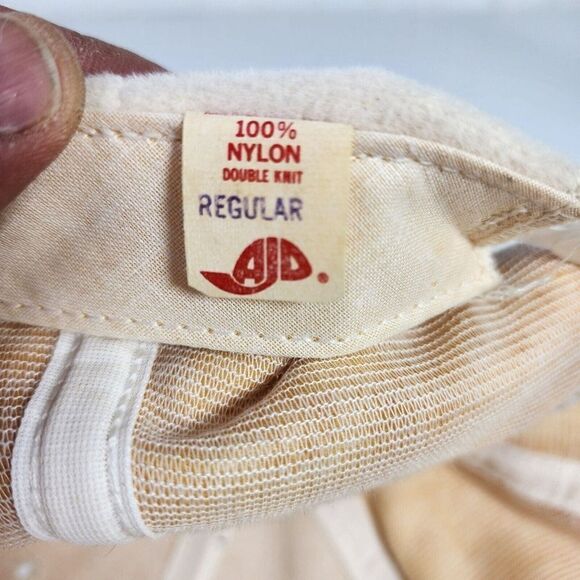 100%
NYLON
DOUBLE KNIT
REGULAR
AJD ®